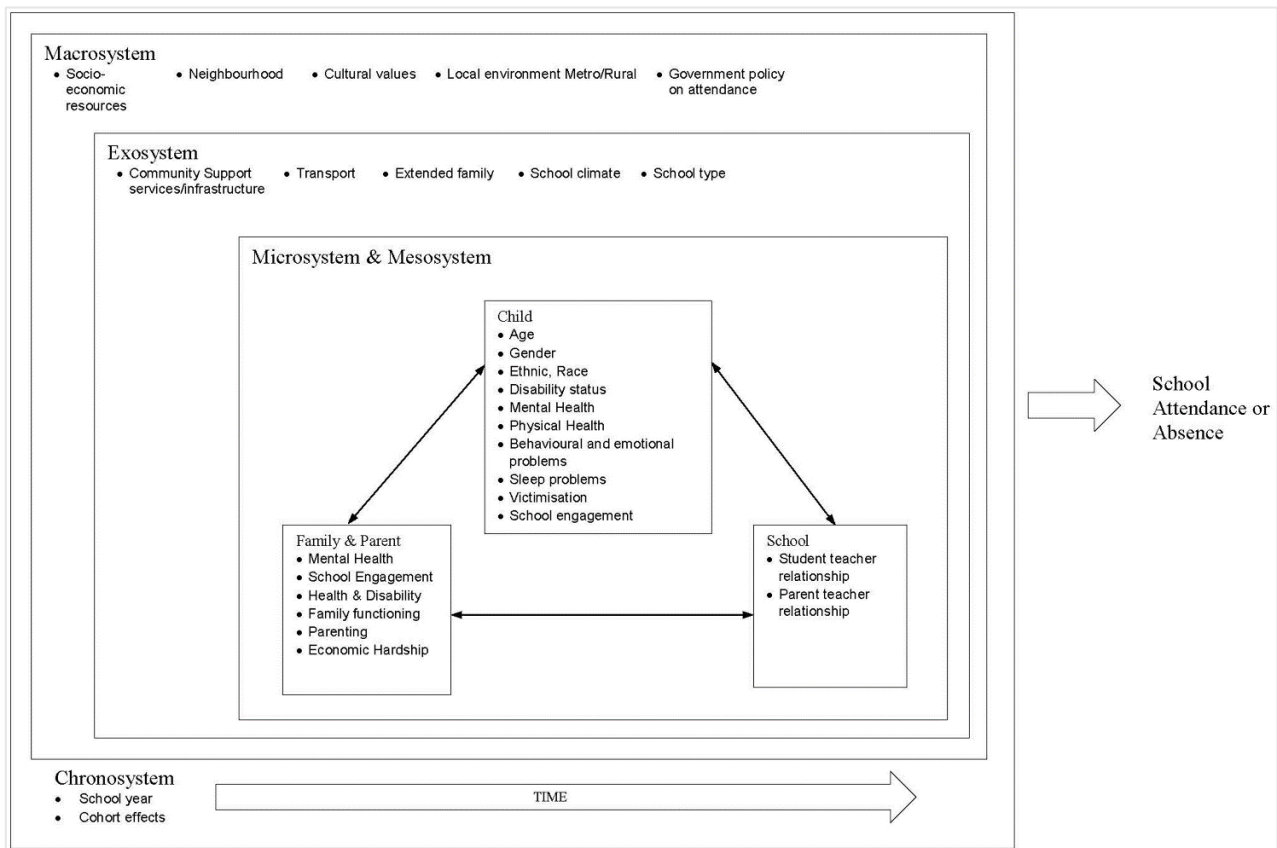 Macrosystem
• Socio-
economic
resources
• Neighbourhood
• Cultural values
• Local environment Metro/Rural
• Government policy
on attendance
Exosystem
• Community Support
services/infrastructure
• Transport
• Extended family
• School climate
• School type
Microsystem & Mesosystem
Child
• Age
• Gender
• Ethnic, Race
• Disability status
• Mental Health
• Physical Health
• Behavioural and emotional
problems
• Sleep problems
• Victimisation
• School engagement
Family & Parent
• Mental Health
• School Engagement
• Health & Disability
• Family functioning
• Parenting
• Economic Hardship
School
• Student teacher
relationship
• Parent teacher
relationship
School
Attendance or
Absence
Chronosystem
• School year
• Cohort effects
TIME